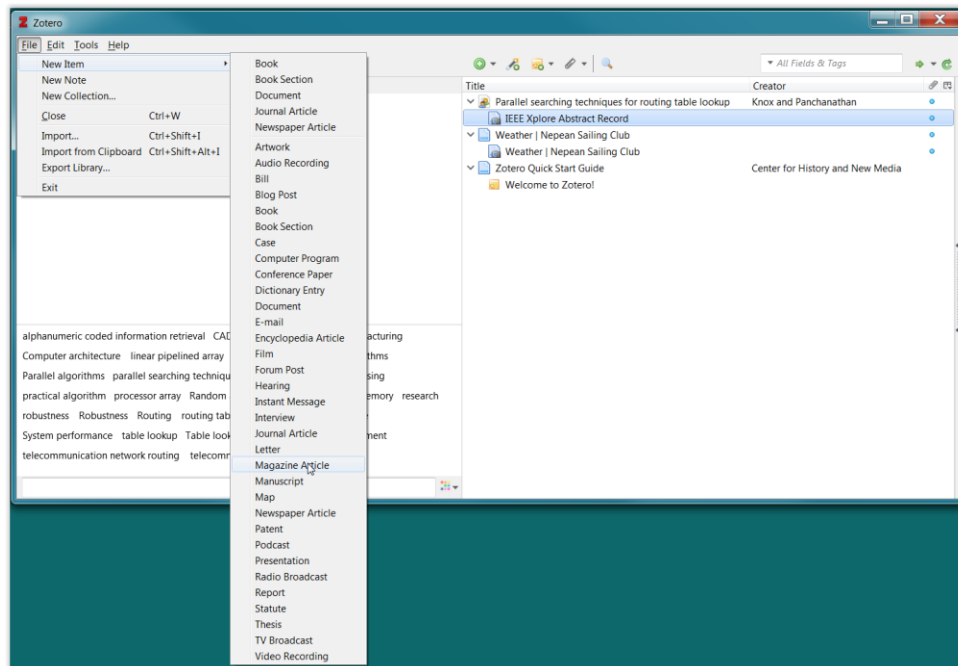 Zotero
File Edit Tools Help
New Item
New Note
New Collection...
Close Ctrl+W
Import... Ctrl+Shift+I
Import from Clipboard Ctrl+Shift+Alt+I
Export Library...
Exit
Book
Book Section
Document
Journal Article
Newspaper Article
Artwork
Audio Recording
Bill
Blog Post
Book
Book Section
Case
Computer Program
Conference Paper
Dictionary Entry
Document
E-mail
Encyclopedia Article
Film
Forum Post
Hearing
Instant Message
Interview
Journal Article
Letter
Magazine Article
Manuscript
Map
Newspaper Article
Patent
Podcast
Presentation
Radio Broadcast
Report
Statute
Thesis
TV Broadcast
Video Recording
All Fields & Tags
Title Creator
Parallel searching techniques for routing table lookup Knox and Panchanathan
IEEE Xplore Abstract Record
Weather | Nepean Sailing Club
Weather | Nepean Sailing Club
Zotero Quick Start Guide Center for History and New Media
Welcome to Zotero!
alphanumeric coded information retrieval CAD acturing
Computer architecture linear pipelined array thms
Parallel algorithms parallel searching techniqu sing
practical algorithm processor array Random emory research
robustness Robustness Routing routing tab
System performance table lookup Table look ment
telecommunication network routing telecomr